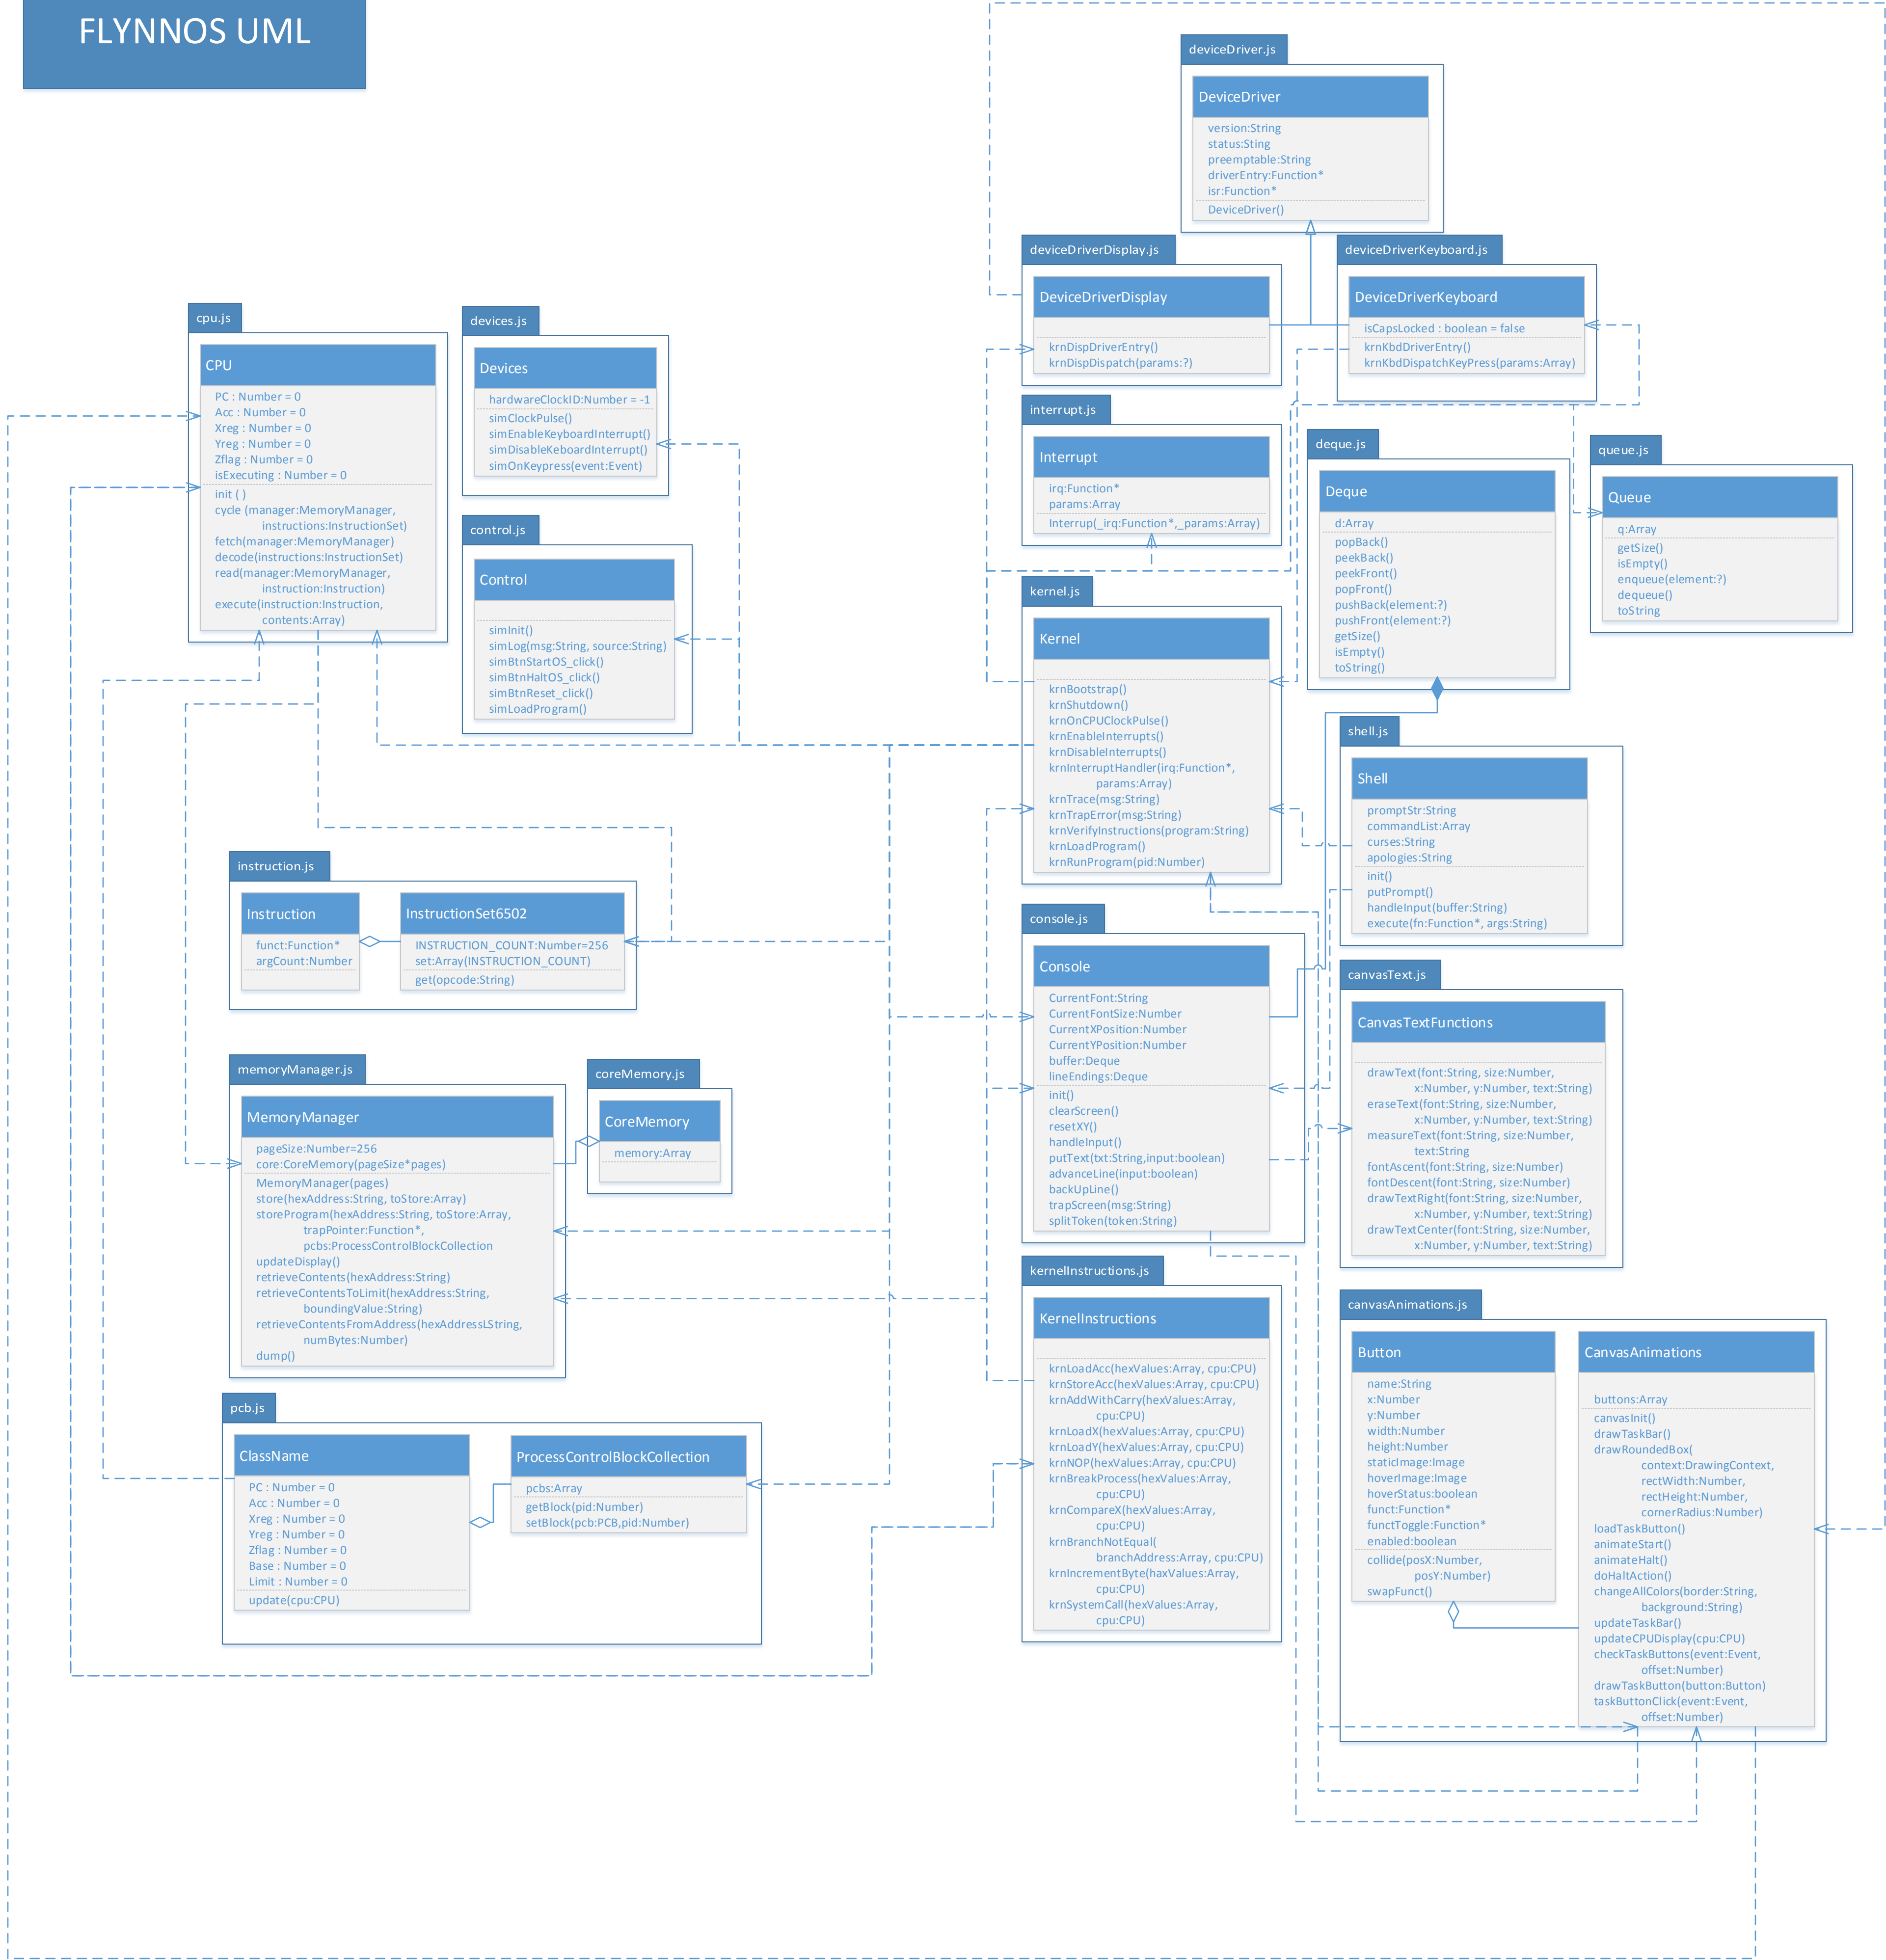 FLYNNOS UML
deviceDriver.js
DeviceDriver
version:String
status:Sting
preemptable:String
driverEntry:Function*
isr:Function*
DeviceDriver()
deviceDriverDisplay.js
DeviceDriverDisplay
krnDispDriverEntry()
krnDispDispatch(params:?)
deviceDriverKeyboard.js
DeviceDriverKeyboard
isCapsLocked : boolean = false
krnKbdDriverEntry()
krnKbdDispatchKeyPress(params:Array)
cpu.js
CPU
PC : Number = 0
Acc : Number = 0
Xreg : Number = 0
Yreg : Number = 0
Zflag : Number = 0
isExecuting : Number = 0
init ( )
cycle (manager:MemoryManager,
instructions:InstructionSet)
fetch(manager:MemoryManager)
decode(instructions:InstructionSet)
read(manager:MemoryManager,
instruction:Instruction)
execute(instruction:Instruction,
contents:Array)
devices.js
Devices
hardwareClockID:Number = -1
simClockPulse()
simEnableKeyboardInterrupt()
simDisableKeboardInterrupt()
simOnKeypress(event:Event)
control.js
Control
simInit()
simLog(msg:String, source:String)
simBtnStartOS_click()
simBtnHaltOS_click()
simBtnReset_click()
simLoadProgram()
interrupt.js
Interrupt
irq:Function*
params:Array
Interrup(_irq:Function*,_params:Array)
deque.js
Deque
d:Array
popBack()
peekBack()
peekFront()
popFront()
pushBack(element:?)
pushFront(element:?)
getSize()
isEmpty()
toString()
queue.js
Queue
q:Array
getSize()
isEmpty()
enqueue(element:?)
dequeue()
toString
kernel.js
Kernel
krnBootstrap()
krnShutdown()
krnOnCPUClockPulse()
krnEnableInterrupts()
krnDisableInterrupts()
krnInterruptHandler(irq:Function*,
params:Array)
krnTrace(msg:String)
krnTrapError(msg:String)
krnVerifyInstructions(program:String)
krnLoadProgram()
krnRunProgram(pid:Number)
shell.js
Shell
promptStr:String
commandList:Array
curses:String
apologies:String
init()
putPrompt()
handleInput(buffer:String)
execute(fn:Function*, args:String)
instruction.js
Instruction
funct:Function*
argCount:Number
InstructionSet6502
INSTRUCTION_COUNT:Number=256
set:Array(INSTRUCTION_COUNT)
get(opcode:String)
console.js
Console
CurrentFont:String
CurrentFontSize:Number
CurrentXPosition:Number
CurrentYPosition:Number
buffer:Deque
lineEndings:Deque
init()
clearScreen()
resetXY()
handleInput()
putText(txt:String,input:boolean)
advanceLine(input:boolean)
backUpLine()
trapScreen(msg:String)
splitToken(token:String)
canvasText.js
CanvasTextFunctions
drawText(font:String, size:Number,
x:Number, y:Number, text:String)
eraseText(font:String, size:Number,
x:Number, y:Number, text:String)
measureText(font:String, size:Number,
text:String
fontAscent(font:String, size:Number)
fontDescent(font:String, size:Number)
drawTextRight(font:String, size:Number,
x:Number, y:Number, text:String)
drawTextCenter(font:String, size:Number,
x:Number, y:Number, text:String)
memoryManager.js
MemoryManager
pageSize:Number=256
core:CoreMemory(pageSize*pages)
MemoryManager(pages)
store(hexAddress:String, toStore:Array)
storeProgram(hexAddress:String, toStore:Array,
trapPointer:Function*,
pcbs:ProcessControlBlockCollection
updateDisplay()
retrieveContents(hexAddress:String)
retrieveContentsToLimit(hexAddress:String,
boundingValue:String)
retrieveContentsFromAddress(hexAddressLString,
numBytes:Number)
dump()
coreMemory.js
CoreMemory
memory:Array
kernelInstructions.js
KernelInstructions
krnLoadAcc(hexValues:Array, cpu:CPU)
krnStoreAcc(hexValues:Array, cpu:CPU)
krnAddWithCarry(hexValues:Array,
cpu:CPU)
krnLoadX(hexValues:Array, cpu:CPU)
krnLoadY(hexValues:Array, cpu:CPU)
krnNOP(hexValues:Array, cpu:CPU)
krnBreakProcess(hexValues:Array,
cpu:CPU)
krnCompareX(hexValues:Array,
cpu:CPU)
krnBranchNotEqual(
branchAddress:Array, cpu:CPU)
krnIncrementByte(haxValues:Array,
cpu:CPU)
krnSystemCall(hexValues:Array,
cpu:CPU)
canvasAnimations.js
Button
name:String
x:Number
y:Number
width:Number
height:Number
staticImage:Image
hoverImage:Image
hoverStatus:boolean
funct:Function*
functToggle:Function*
enabled:boolean
collide(posX:Number,
posY:Number)
swapFunct()
CanvasAnimations
buttons:Array
canvasInit()
drawTaskBar()
drawRoundedBox(
context:DrawingContext,
rectWidth:Number,
rectHeight:Number,
cornerRadius:Number)
loadTaskButton()
animateStart()
animateHalt()
doHaltAction()
changeAllColors(border:String,
background:String)
updateTaskBar()
updateCPUDisplay(cpu:CPU)
checkTaskButtons(event:Event,
offset:Number)
drawTaskButton(button:Button)
taskButtonClick(event:Event,
offset:Number)
pcb.js
ClassName
PC : Number = 0
Acc : Number = 0
Xreg : Number = 0
Yreg : Number = 0
Zflag : Number = 0
Base : Number = 0
Limit : Number = 0
update(cpu:CPU)
ProcessControlBlockCollection
pcbs:Array
getBlock(pid:Number)
setBlock(pcb:PCB,pid:Number)